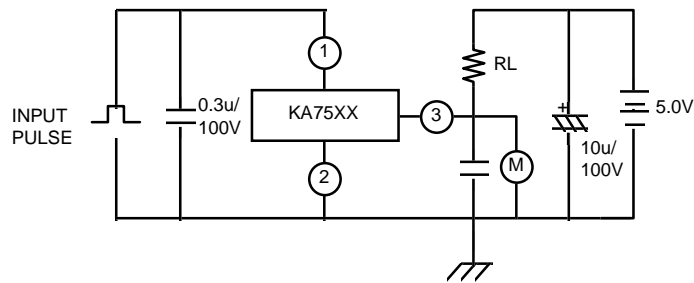 1
RL
INPUT
PULSE
0.3u/
100V
KA75XX
3
+
10u/
100V
5.0V
2
M